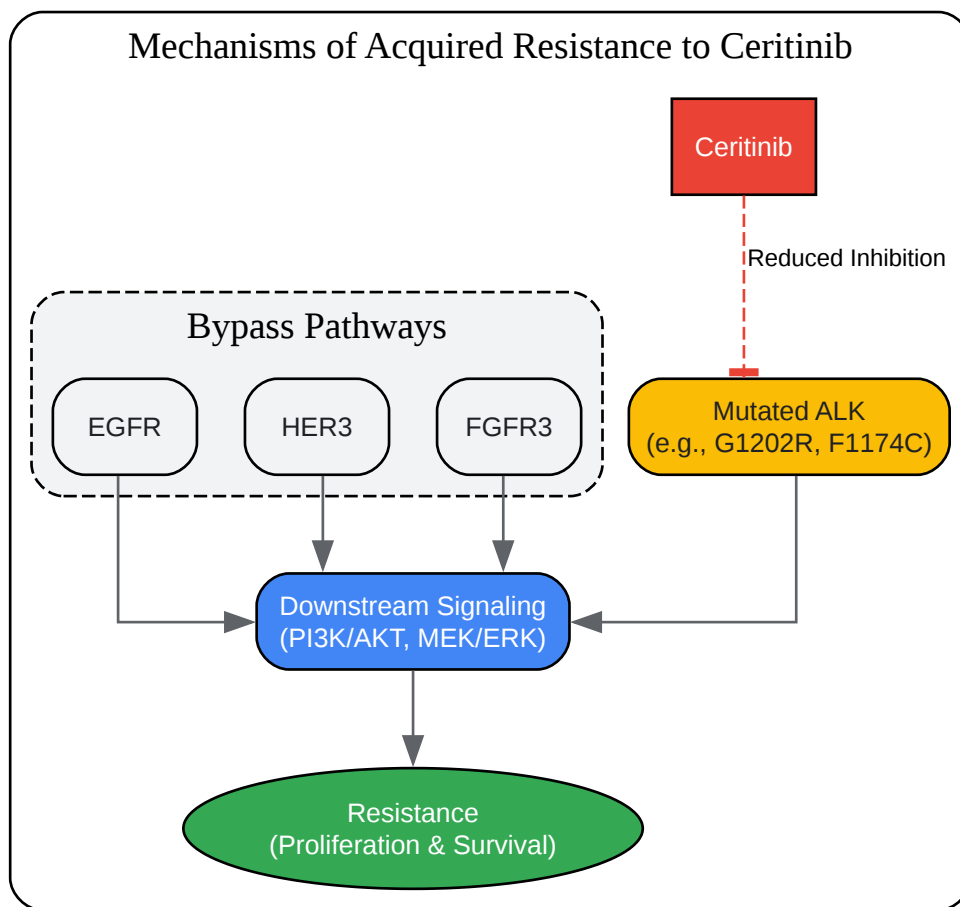 Mechanisms of Acquired Resistance to Ceritinib
Ceritinib
Reduced Inhibition
Bypass Pathways
EGFR
HER3
FGFR3
Mutated ALK
(e.g., G1202R, F1174C)
Downstream Signaling
(PI3K/AKT, MEK/ERK)
Resistance
(Proliferation & Survival)